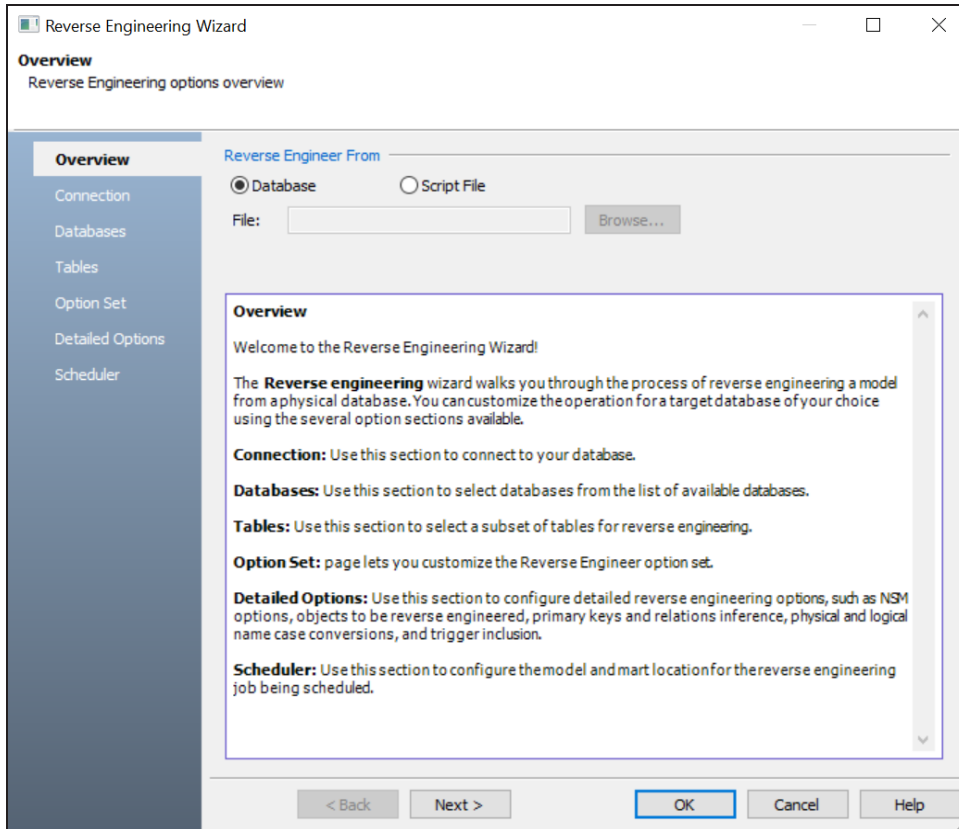 Reverse Engineering Wizard
Overview
Reverse Engineering options overview
Overview
Connection
Databases
Tables
Option Set
Detailed Options
Scheduler
Reverse Engineer From
Database
Script File
File:
Browse...
Overview
Welcome to the Reverse Engineering Wizard!
The Reverse engineering wizard walks you through the process of reverse engineering a model
from a physical database. You can customize the operation for a target database of your choice
using the several option sections available.
Connection: Use this section to connect to your database.
Databases: Use this section to select databases from the list of available databases.
Tables: Use this section to select a subset of tables for reverse engineering.
Option Set: page lets you customize the Reverse Engineer option set.
Detailed Options: Use this section to configure detailed reverse engineering options, such as NSM
options, objects to be reverse engineered, primary keys and relations inference, physical and logical
name case conversions, and trigger inclusion.
Scheduler: Use this section to configure the model and mart location for the reverse engineering
job being scheduled.
< Back
Next >
OK
Cancel
Help